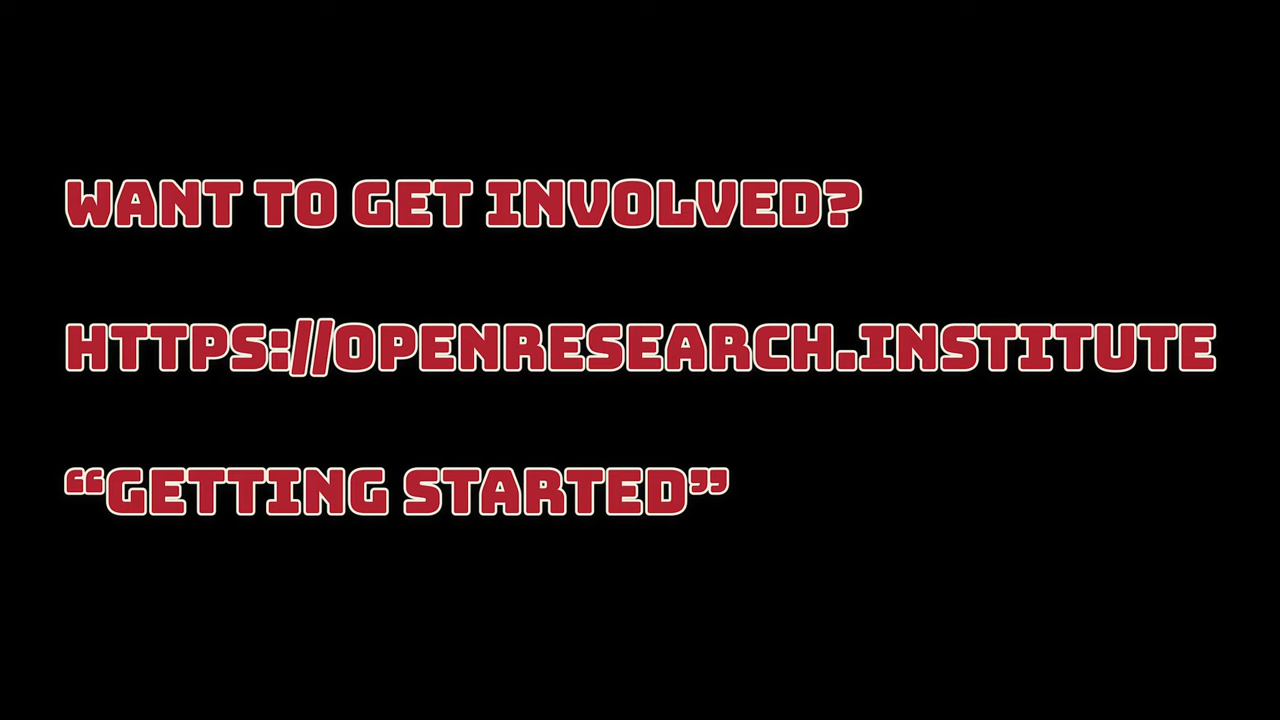 WANT TO GET INVOLVED?
HTTPS://OPENRESEARCH.INSTITUTE
“GETTING STARTED”